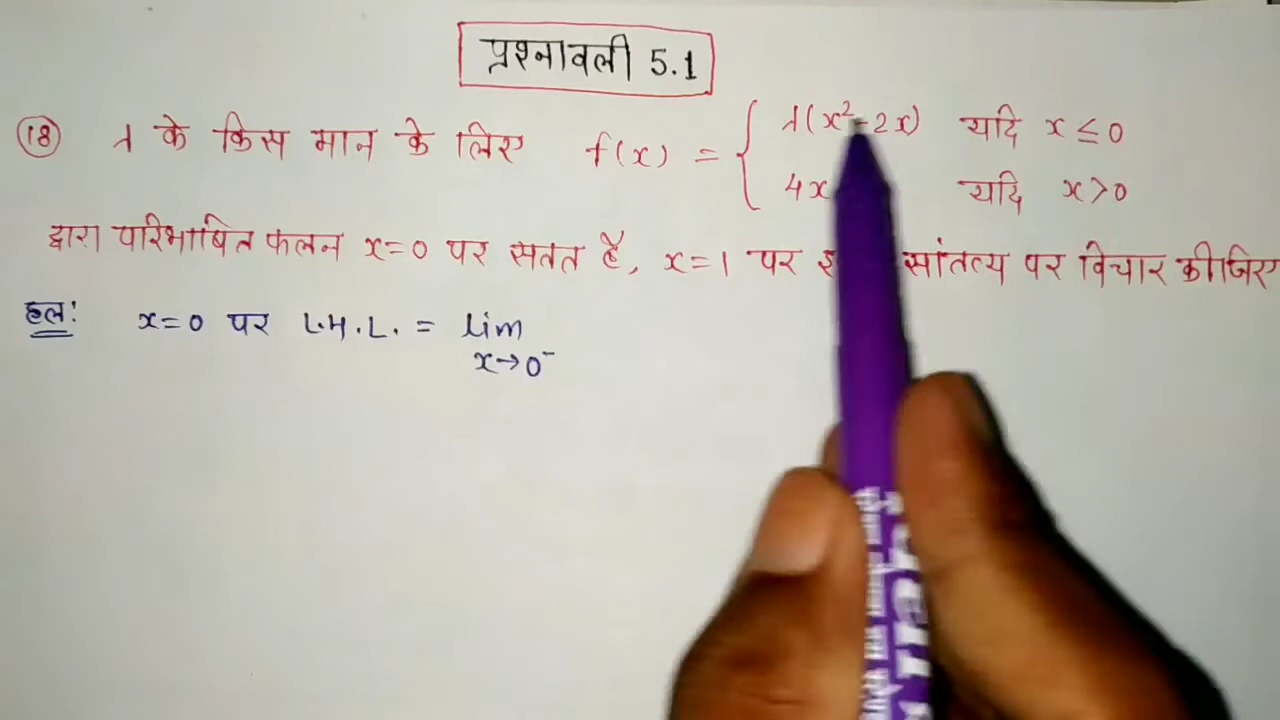 प्रश्नावली 5.1
(18) λ के किस मान के लिए f(x) = { λ(x²-2x) यदि x ≤ 0
4x यदि x > 0
द्वारा परिभाषित फलन x=0 पर सतत है, x=1 पर सांतत्य पर विचार कीजिए
हल: x=0 पर L.H.L. = lim
x→0⁻